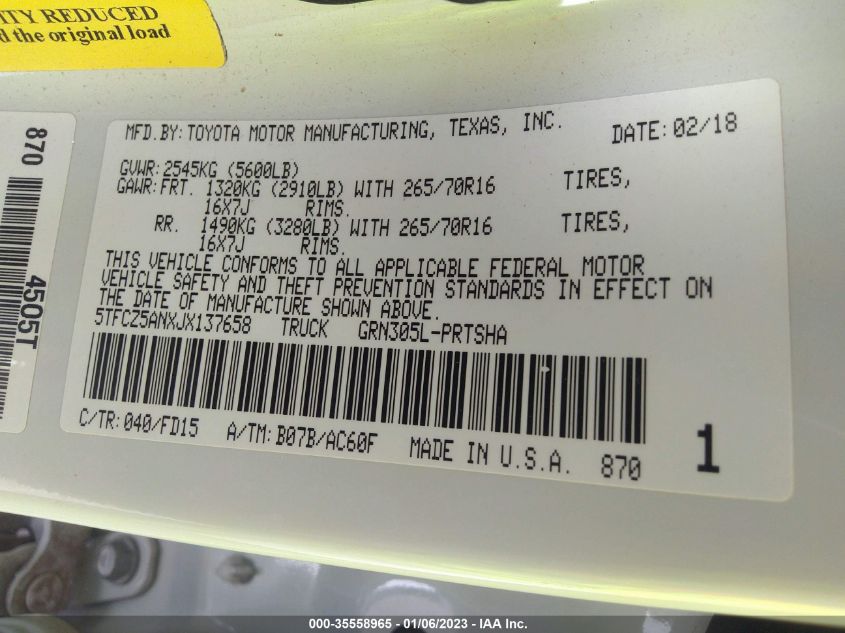 ITY REDUCED
d the original load
870
4505T
MFD.BY:TOYOTA MOTOR MANUFACTURING, TEXAS, INC. DATE:02/18
GVWR:2545KG (5600LB)
GAWR:FRT. 1320KG (2910LB) WITH 265/70R16 TIRES,
16X7J RIMS.
RR. 1490KG (3280LB) WITH 265/70R16 TIRES,
16X7J RIMS.
THIS VEHICLE CONFORMS TO ALL APPLICABLE FEDERAL MOTOR
VEHICLE SAFETY AND THEFT PREVENTION STANDARDS IN EFFECT ON
THE DATE OF MANUFACTURE SHOWN ABOVE.
5TFCZ5ANXJX137658 TRUCK GRN305L-PRTSHA
C/TR:040/FD15 A/TM:B07B/AC60F MADE IN U.S.A. 870 1
000-35558965 01/06/2023 © IAA, Inc.